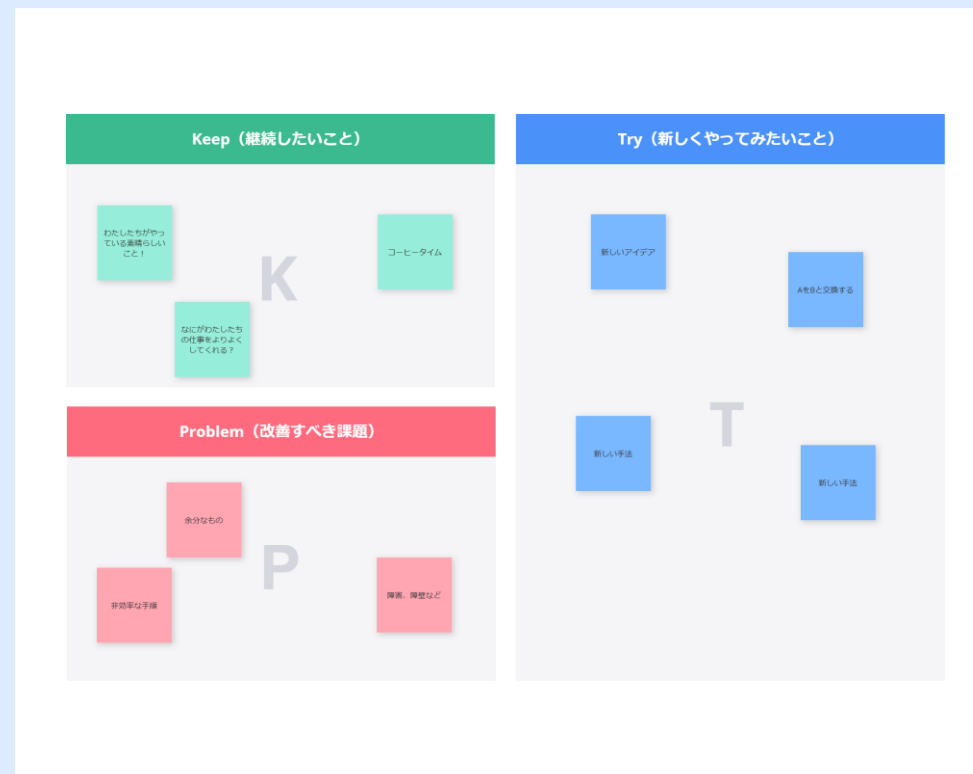 Keep（継続したいこと）
わたしたちがやっ
ている素晴らしい
こと！
コーヒータイム
K
なにがわたしたち
の仕事をよりよく
してくれる？
Problem（改善すべき課題）
余分なもの
P
非効率な手順
障害、障壁など
Try（新しくやってみたいこと）
新しいアイデア
AをBと交換する
T
新しい手法
新しい手法